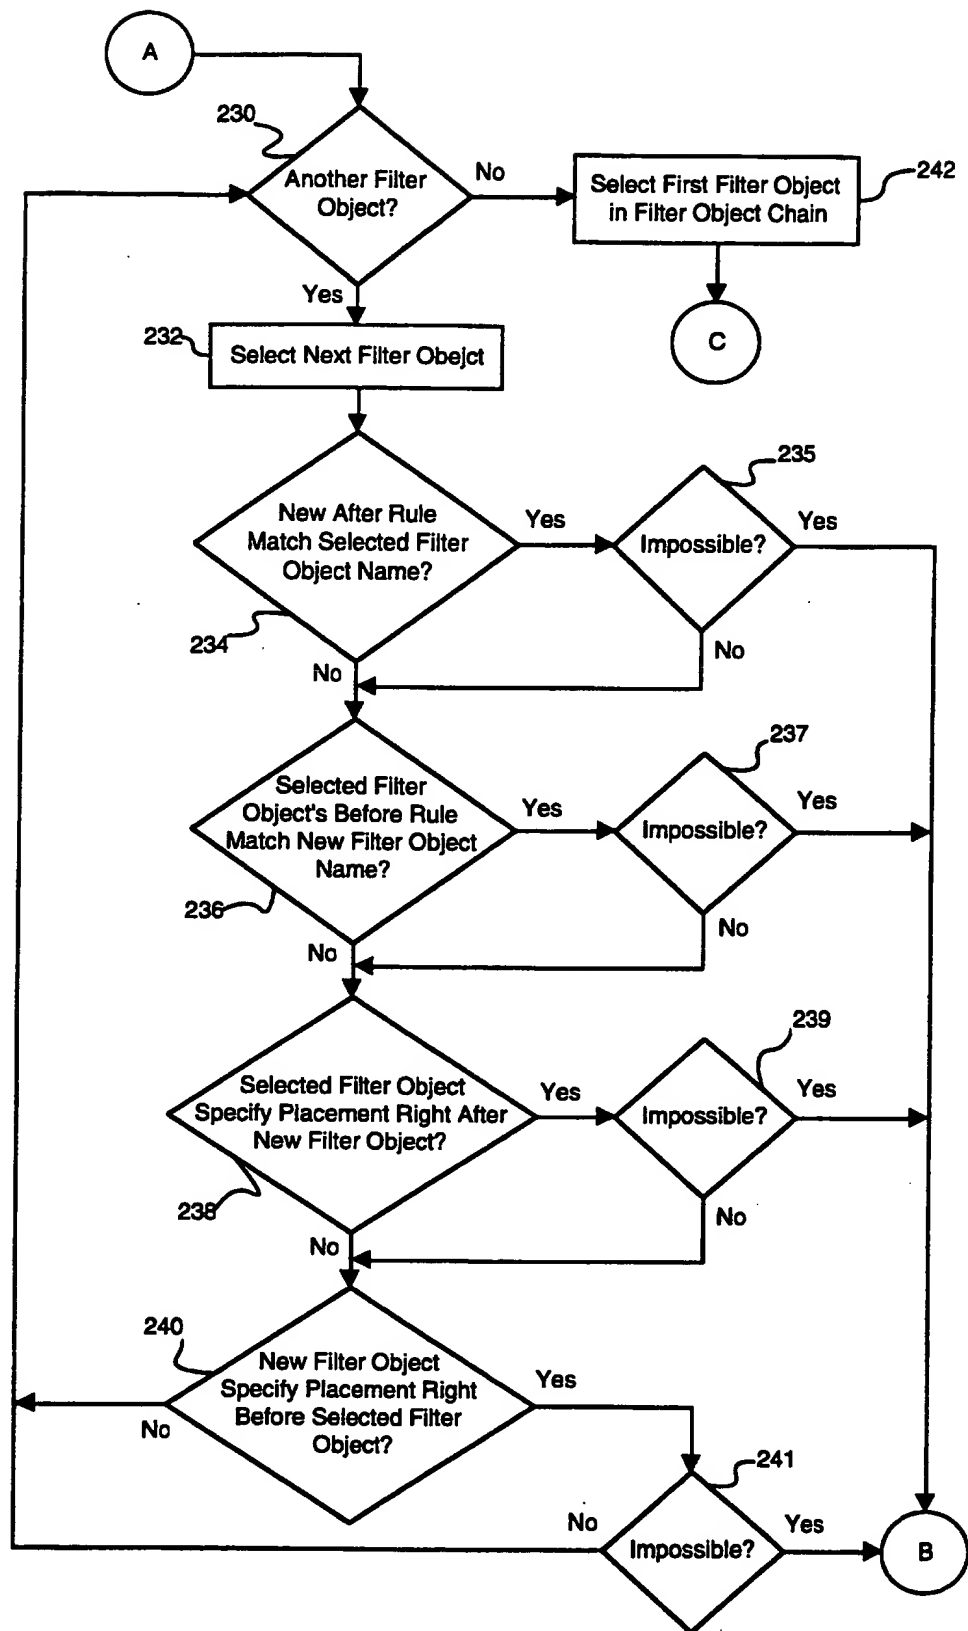 A
230
Another Filter
Object?
No
Select First Filter Object
in Filter Object Chain
242
Yes
C
232
Select Next Filter Obejct
New After Rule
Match Selected Filter
Object Name?
234
Yes
235
Impossible?
Yes
No
No
Selected Filter
Object's Before Rule
Match New Filter Object
Name?
236
Yes
237
Impossible?
Yes
No
No
Selected Filter Object
Specify Placement Right After
New Filter Object?
238
Yes
239
Impossible?
Yes
No
No
240
New Filter Object
Specify Placement Right
Before Selected Filter
Object?
No
Yes
241
Impossible?
No
Yes
B